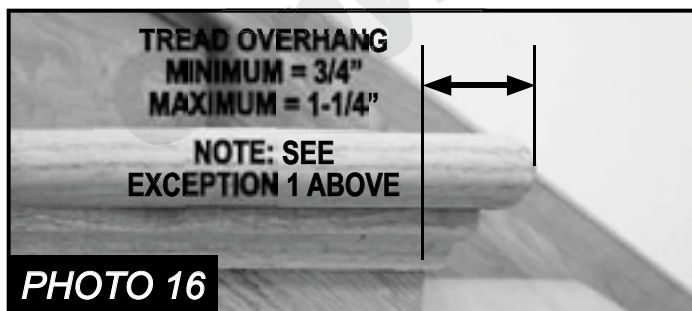 TREAD OVERHANG
MINIMUM = 3/4”
MAXIMUM = 1-1/4”
NOTE: SEE
EXCEPTION 1 ABOVE
PHOTO 16